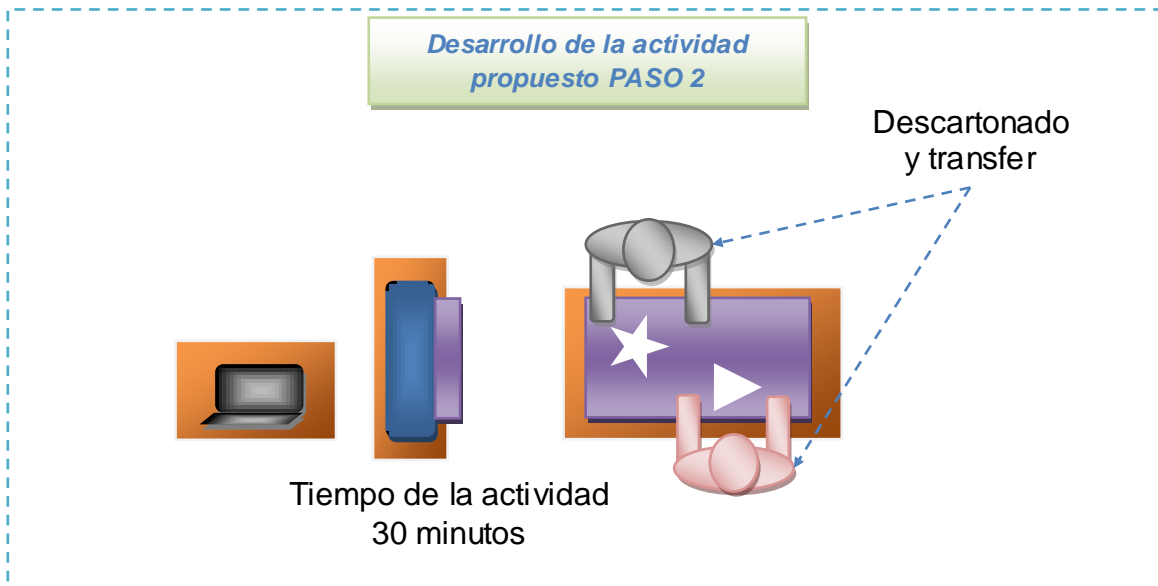 Desarrollo de la actividad
propuesto PASO 2
Descartonado
y transfer
Tiempo de la actividad
30 minutos